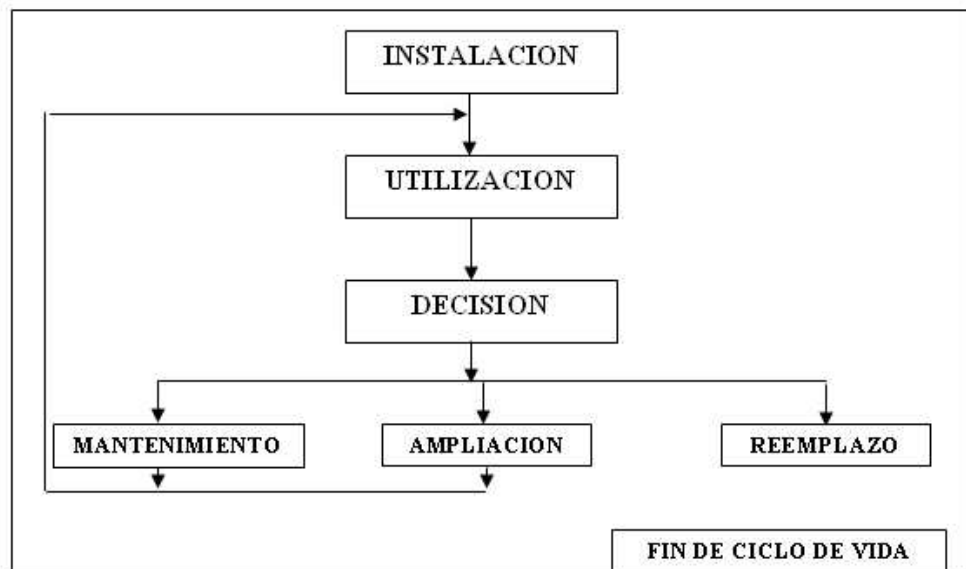 INSTALACION
UTILIZACION
DECISION
MANTENIMIENTO
AMPLIACION
REEMPLAZO
FIN DE CICLO DE VIDA